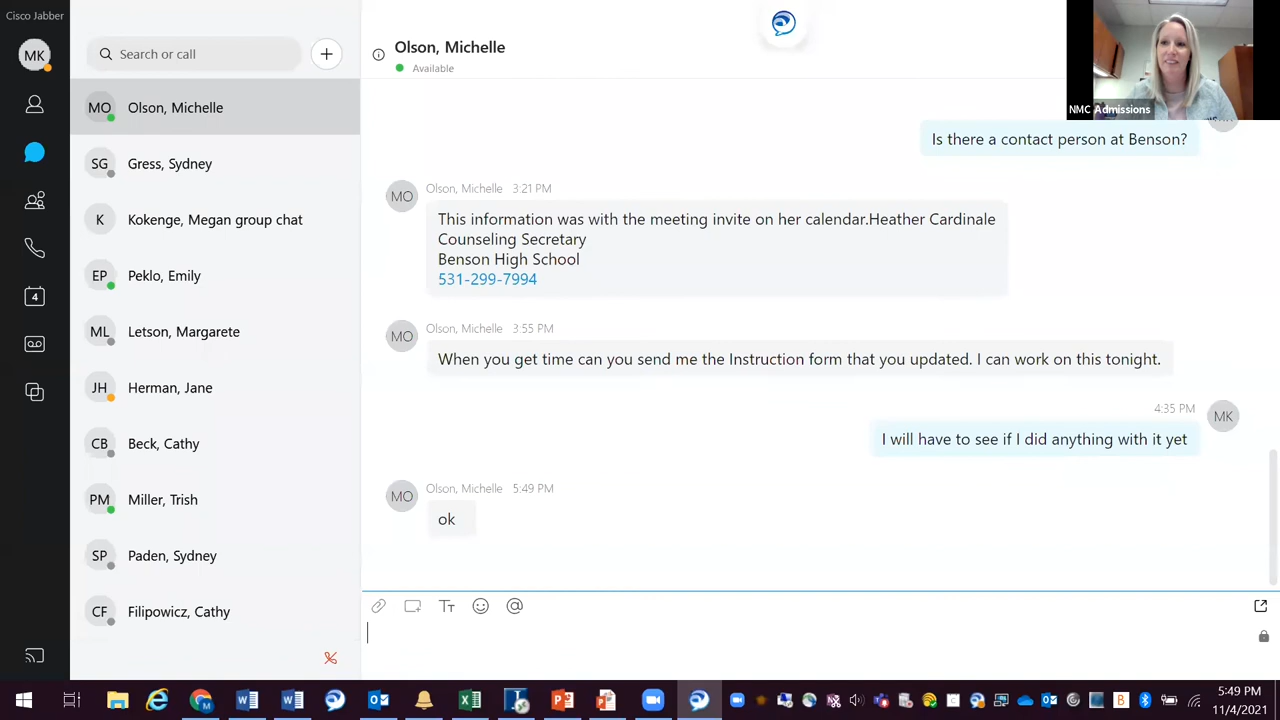 Cisco Jabber
MK
Search or call
MO Olson, Michelle
SG Gress, Sydney
K Kokenge, Megan group chat
EP Peklo, Emily
ML Letson, Margarete
JH Herman, Jane
CB Beck, Cathy
PM Miller, Trish
SP Paden, Sydney
CF Filipowicz, Cathy
4
Olson, Michelle
Available
NMC Admissions
Is there a contact person at Benson?
MO
Olson, Michelle 3:21 PM
This information was with the meeting invite on her calendar.Heather Cardinale
Counseling Secretary
Benson High School
531-299-7994
MO
Olson, Michelle 3:55 PM
When you get time can you send me the Instruction form that you updated. I can work on this tonight.
4:35 PM
MK
I will have to see if I did anything with it yet
MO
Olson, Michelle 5:49 PM
ok
5:49 PM
11/4/2021